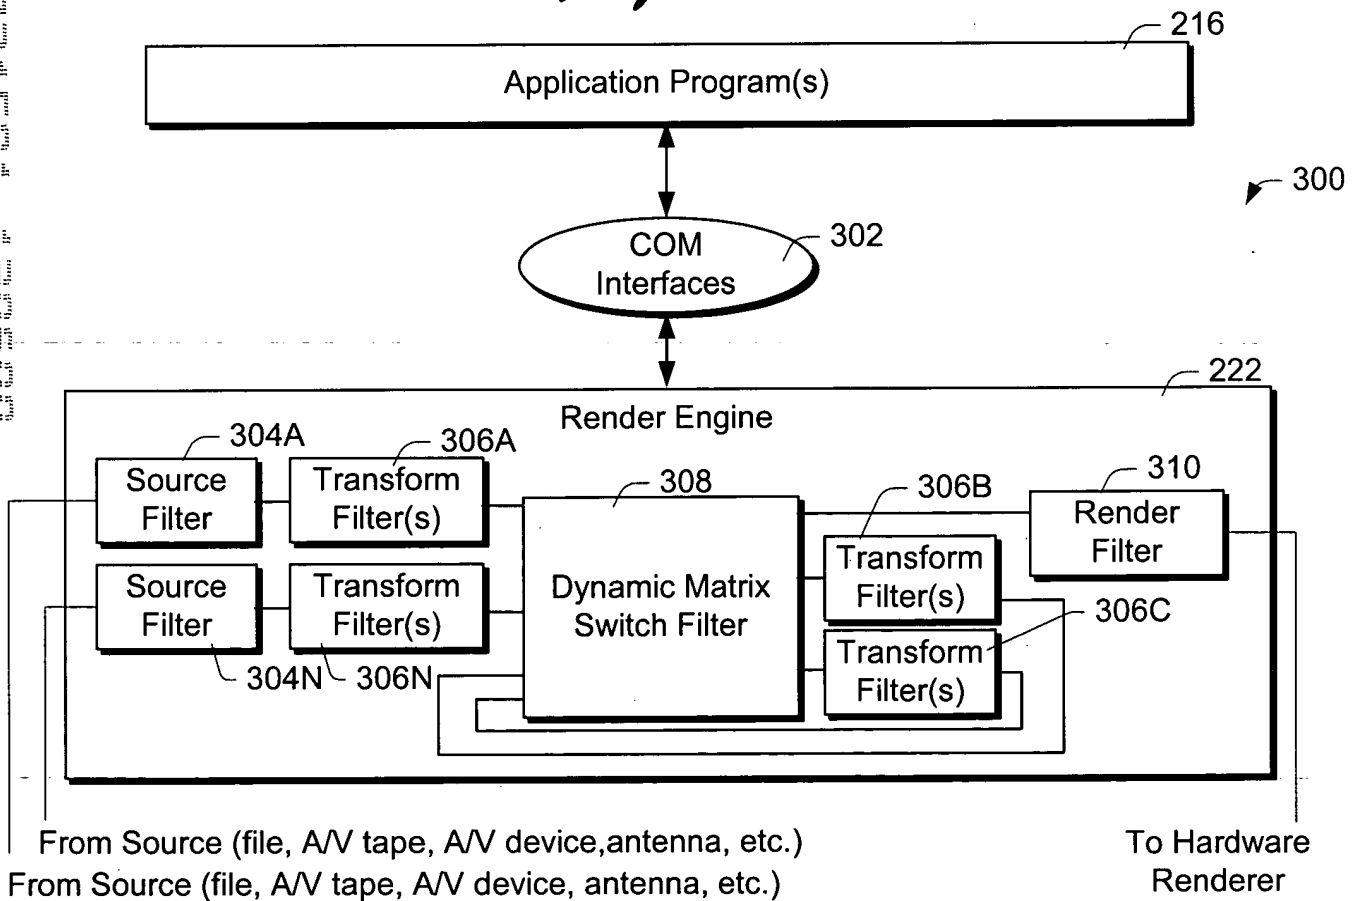 216
Application Program(s)
300
COM
Interfaces
302
222
Render Engine
304A
306A
Source
Filter
Transform
Filter(s)
308
306B
310
Render
Filter
Dynamic Matrix
Switch Filter
Transform
Filter(s)
Source
Filter
Transform
Filter(s)
306C
Transform
Filter(s)
304N
306N
From Source (file, A/V tape, A/V device,antenna, etc.)
From Source (file, A/V tape, A/V device, antenna, etc.)
To Hardware
Renderer